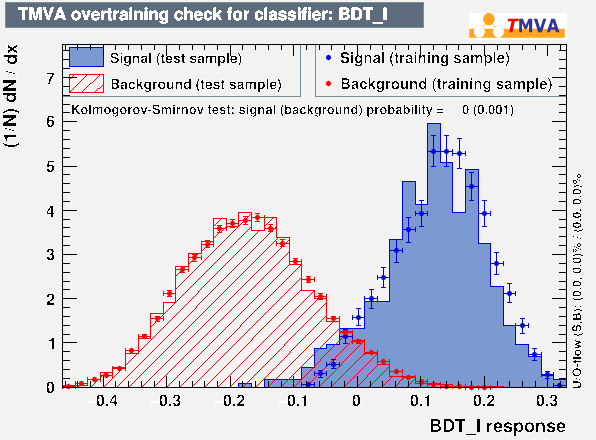 TMVA overtraining check for classifier: BDT_I
TMVA
(1/N) dN / dx
Signal (test sample)
Background (test sample)
Signal (training sample)
Background (training sample)
Kolmogorov-Smirnov test: signal (background) probability = 0 (0.001)
7
6
5
4
3
2
1
0
−0.4 −0.3 −0.2 −0.1 0 0.1 0.2 0.3
BDT_I response
U/O-flow (S,B): (0.0, 0.0)% / (0.0, 0.0)%